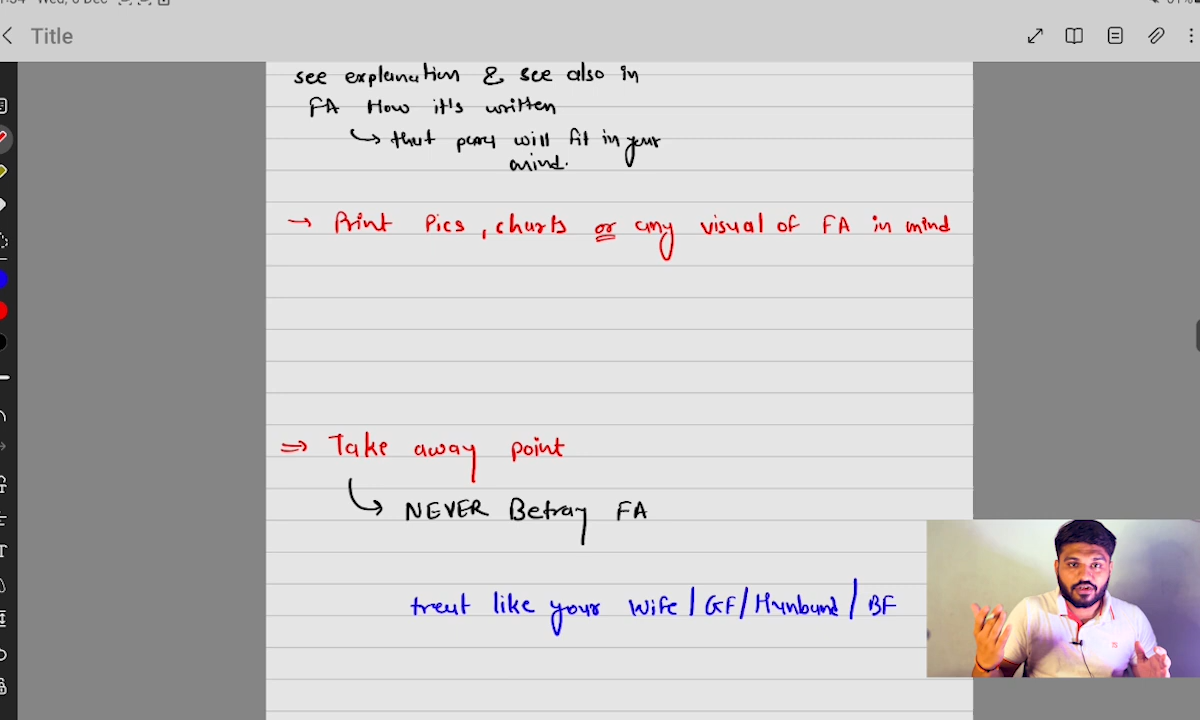 Title
see explanation & see also in
FA How it's written
↳ that part will fit in your
mind.
→ Print Pics, charts or any visual of FA in mind
⇒ Take away point
↳ NEVER Betray FA
treat like your wife/GF/Husband/BF